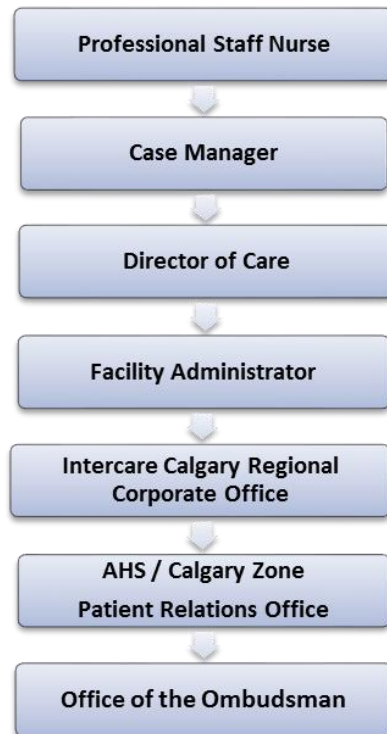 Professional Staff Nurse
Case Manager
Director of Care
Facility Administrator
Intercare Calgary Regional
Corporate Office
AHS / Calgary Zone
Patient Relations Office
Office of the Ombudsman